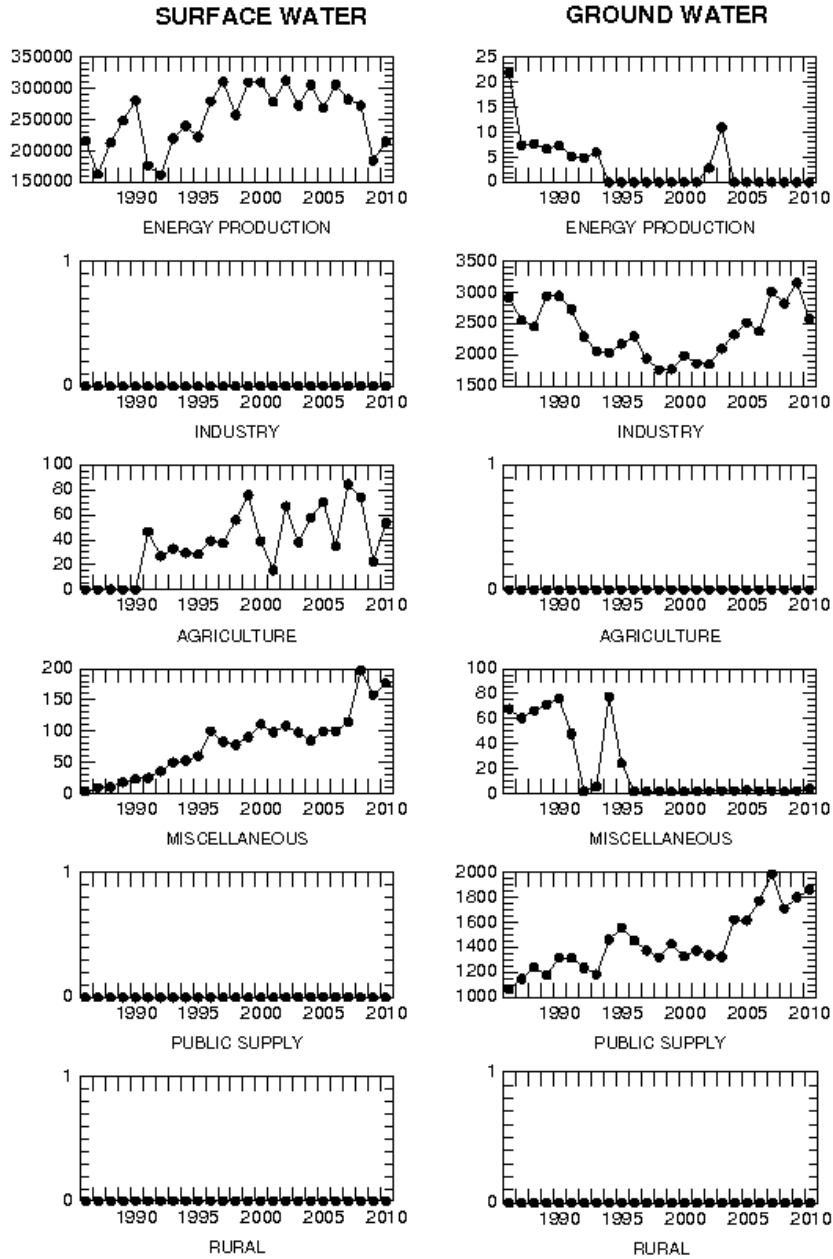 SURFACE WATER
GROUND WATER
350000
300000
250000
200000
150000
100000
1990 1995 2000 2005 2010
ENERGY PRODUCTION
25
20
15
10
5
0
1990 1995 2000 2005 2010
ENERGY PRODUCTION
1
0
1990 1995 2000 2005 2010
INDUSTRY
3500
3000
2500
2000
1500
1990 1995 2000 2005 2010
INDUSTRY
100
80
60
40
20
0
1990 1995 2000 2005 2010
AGRICULTURE
1
0
1990 1995 2000 2005 2010
AGRICULTURE
200
150
100
50
0
1990 1995 2000 2005 2010
MISCELLANEOUS
100
80
60
40
20
0
1990 1995 2000 2005 2010
MISCELLANEOUS
1
0
1990 1995 2000 2005 2010
PUBLIC SUPPLY
2000
1800
1600
1400
1200
1000
1990 1995 2000 2005 2010
PUBLIC SUPPLY
1
0
1990 1995 2000 2005 2010
RURAL
1
0
1990 1995 2000 2005 2010
RURAL